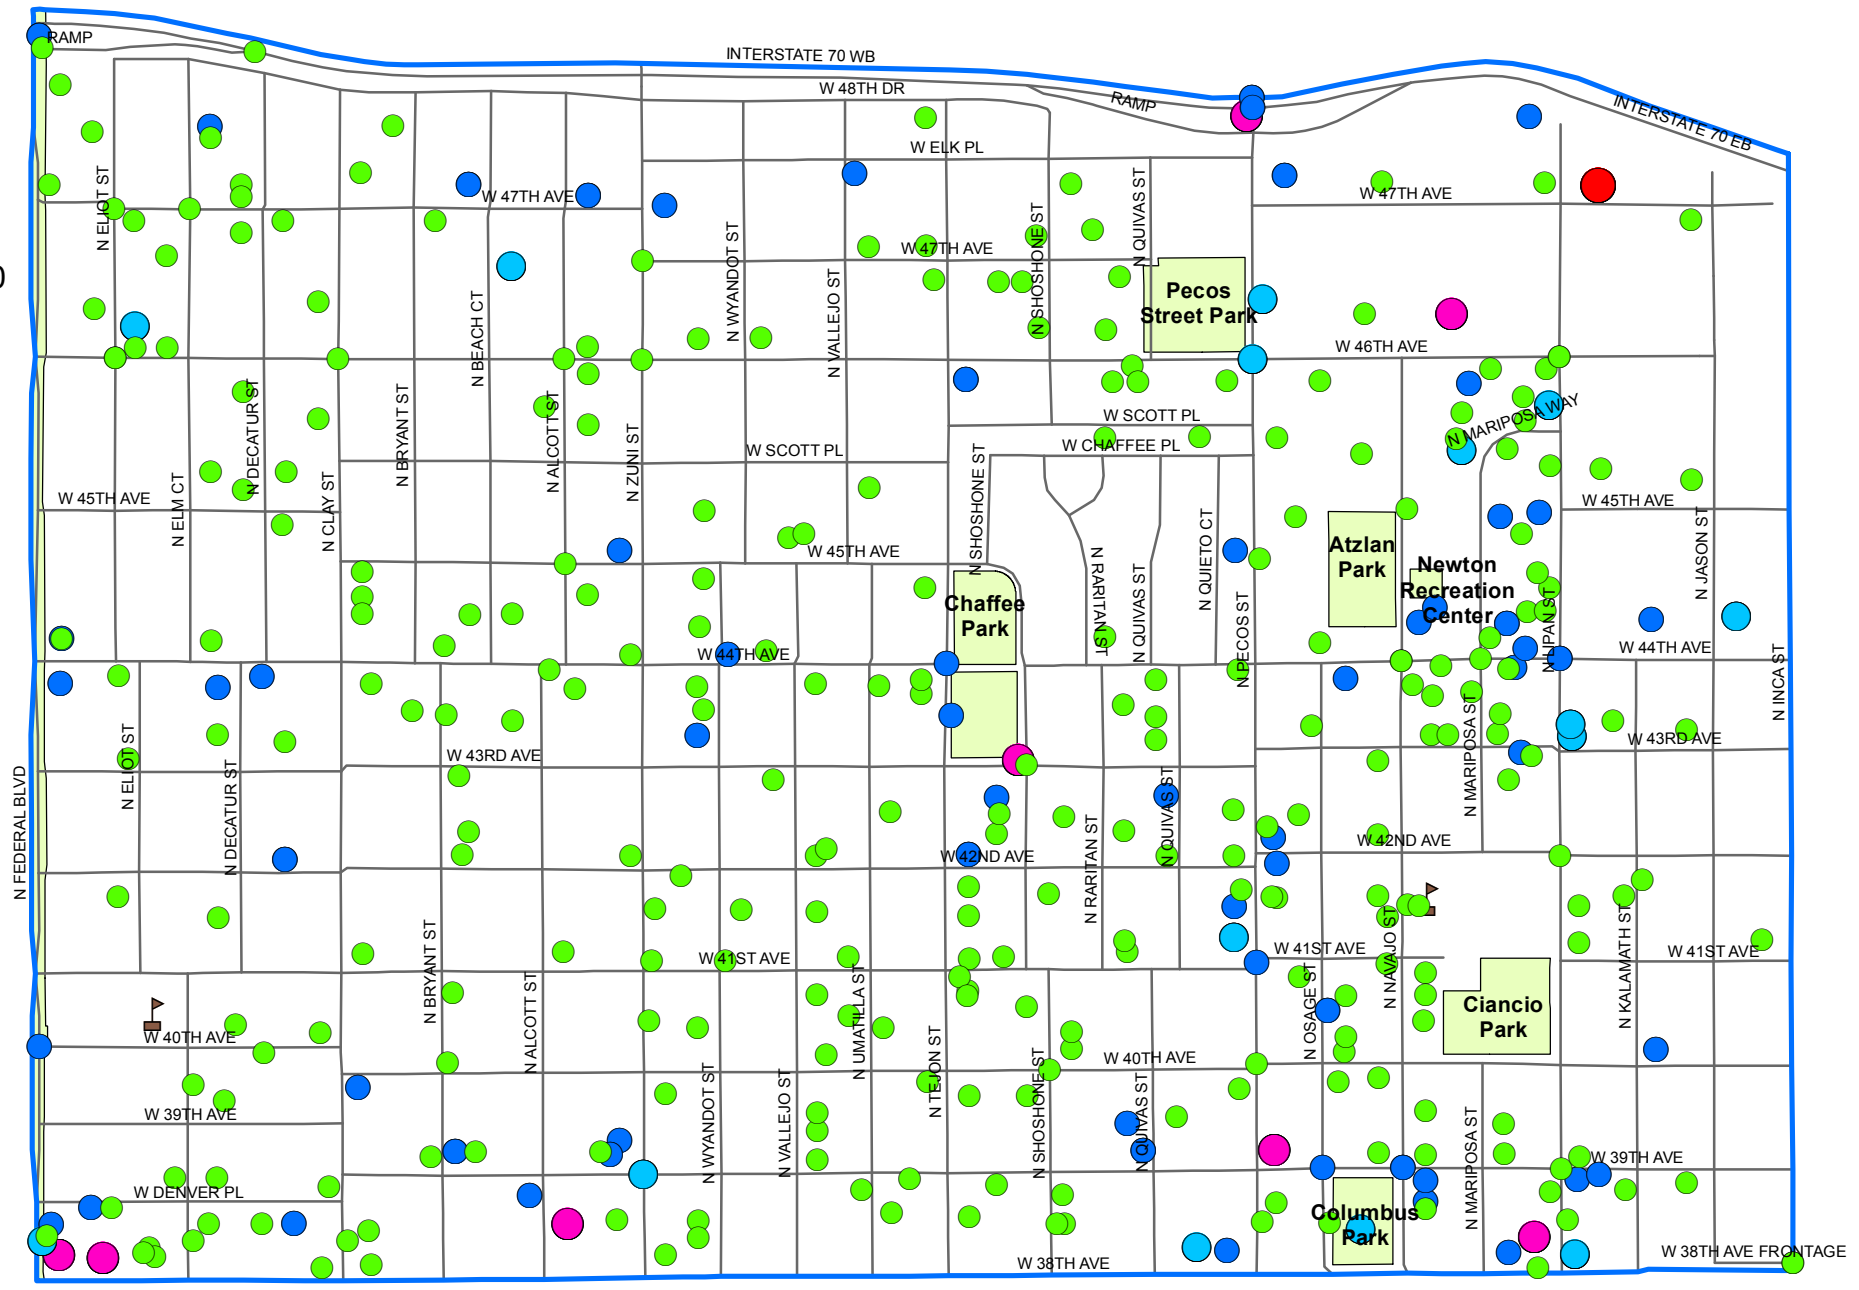 RAMP
INTERSTATE 70 WB
W 48TH DR
RAMP
INTERSTATE 70 EB
W ELK PL
N ELIOT ST
W 47TH AVE
N QUIVAS ST
W 47TH AVE
N SHOSHONE ST
W 47TH AVE
N WYANDOT ST
N VALLEJO ST
0
Pecos
Street Park
N BEACH CT
W 46TH AVE
N DECATUR ST
N BRYANT ST
N ALCOTT ST
N ZUNI ST
W SCOTT PL
N MARIPOSA WAY
W SCOTT PL
W CHAFFEE PL
N SHOSHONE ST
W 45TH AVE
N ELM CT
N CLAY ST
W 45TH AVE
N QUIETO CT
W 45TH AVE
N JASON ST
Atzlan
Park
Newton
Recreation
Center
Chaffee
Park
N RARITAN ST
N QUIVAS ST
N PECOS ST
N LIPAN ST
W 44TH AVE
W 44TH AVE
N INCA ST
N ELIOT ST
W 43RD AVE
N MARIPOSA ST
W 43RD AVE
N DECATUR ST
N FEDERAL BLVD
N QUIVAS ST
N RARITAN ST
W 42ND AVE
W 42ND AVE
N BRYANT ST
W 41ST AVE
W 41ST AVE
N NAVAJO ST
N KALAMATH ST
W 41ST AVE
N ALCOTT ST
N UMATILLA ST
N OSAGE ST
Ciancio
Park
W 40TH AVE
N TEJON ST
W 40TH AVE
N SHOSHONE ST
W 39TH AVE
N WYANDOT ST
N VALLEJO ST
N QUIVAS ST
N MARIPOSA ST
W 39TH AVE
W DENVER PL
Columbus
Park
W 38TH AVE
W 38TH AVE FRONTAGE